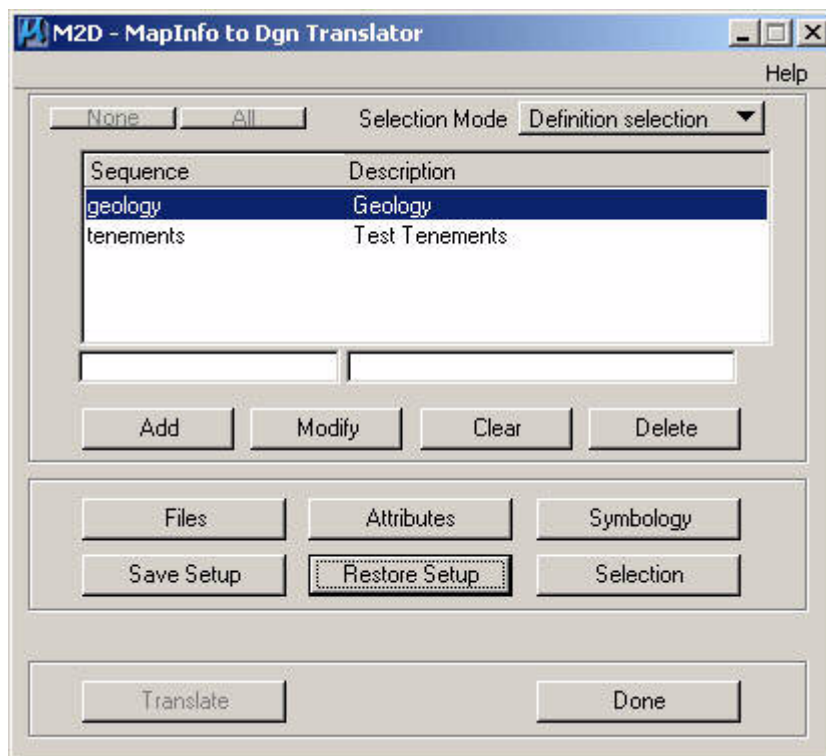 M2D - MapInfo to Dgn Translator
Help
None All Selection Mode Definition selection
Sequence Description
geology Geology
tenements Test Tenements
Add Modify Clear Delete
Files Attributes Symbology
Save Setup Restore Setup Selection
Translate Done